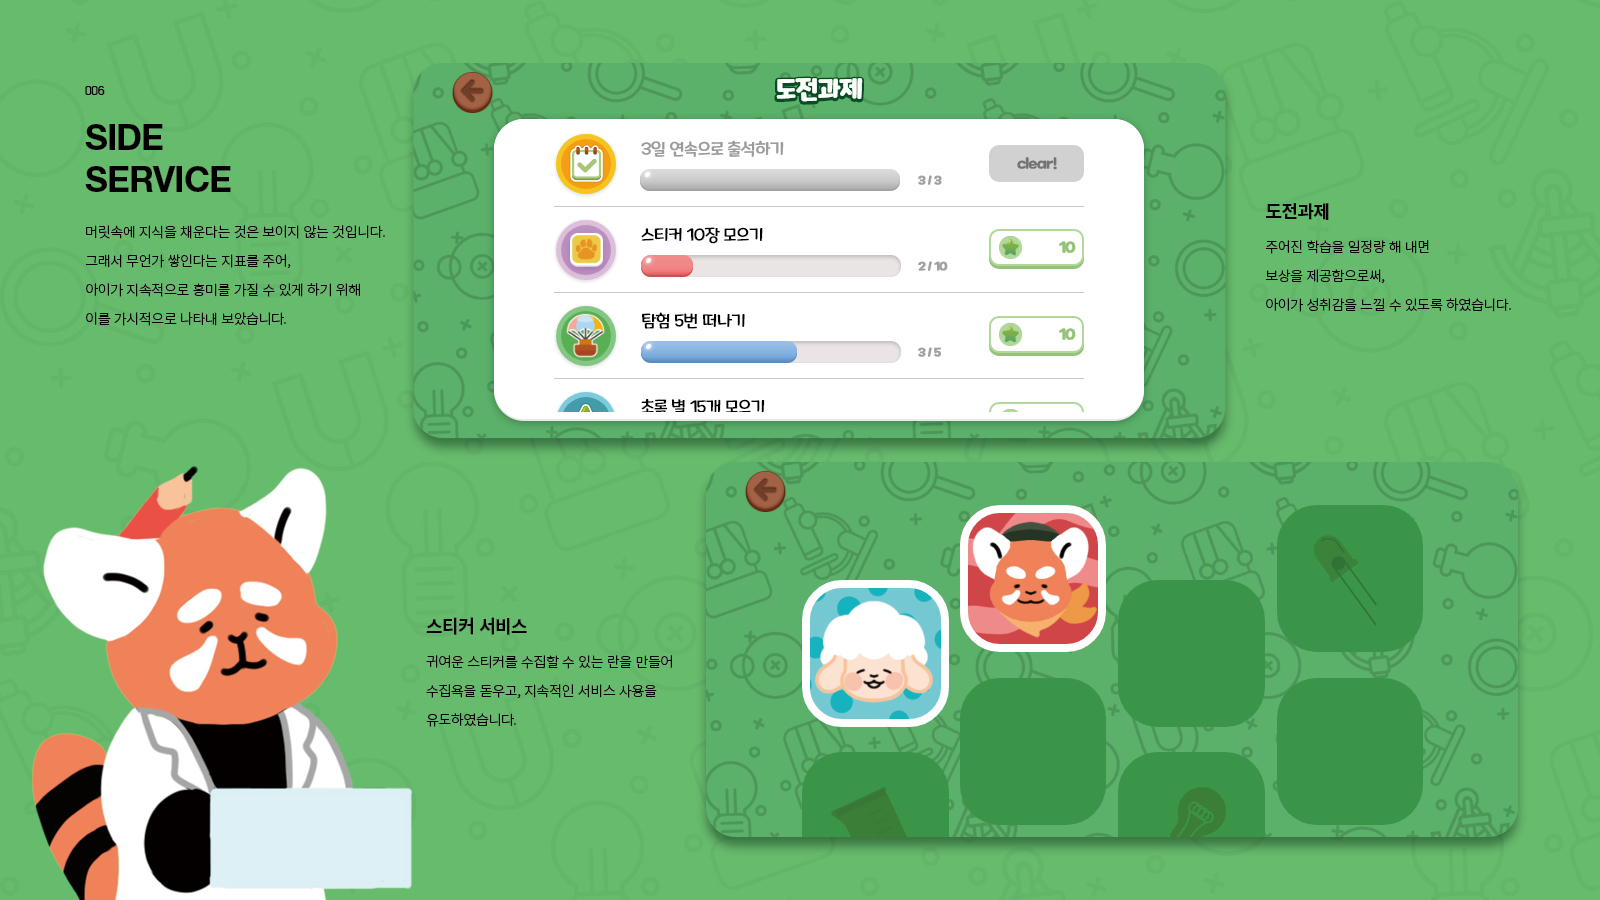 006
SIDE
SERVICE
머릿속에 지식을 채운다는 것은 보이지 않는 것입니다.
그래서 무언가 쌓인다는 지표를 주어,
아이가 지속적으로 흥미를 가질 수 있게 하기 위해
이를 가시적으로 나타내 보았습니다.
도전과제
3일 연속으로 출석하기
3/3
clear!
스티커 10장 모으기
2/10
10
탐험 5번 떠나기
3/5
10
초록 별 15개 모으기
도전과제
주어진 학습을 일정량 해 내면
보상을 제공함으로써,
아이가 성취감을 느낄 수 있도록 하였습니다.
스티커 서비스
귀여운 스티커를 수집할 수 있는 란을 만들어
수집욕을 돋우고, 지속적인 서비스 사용을
유도하였습니다.